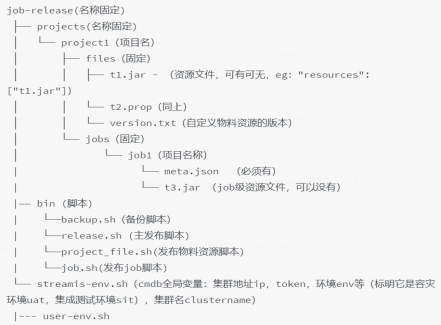 job-release(名称固定)
├── projects(名称固定)
│ └── project1 (项目名)
│ ├── files (固定)
│ │ ├── t1.jar - （资源文件，可有可无，eg: "resources":
["t1.jar"])
│ │ └── t2.prop (同上)
│ │ └── version.txt (自定义物料资源的版本)
│ └── jobs (固定)
│ └── job1 (项目名称)
│ └── meta.json （必须有)
│ └── t3.jar （job级资源文件，可以没有)
|-- bin (脚本)
| └──backup.sh (备份脚本)
| └──release.sh （主发布脚本)
| └──project_file.sh(发布物料资源脚本)
| └──job.sh(发布job脚本)
└── streamis-env.sh (cmdb全局变量：集群地址ip，token，环境env等（标明它是容灾
环境uat，集成测试环境sit），集群名clustername)
|--- user-env.sh